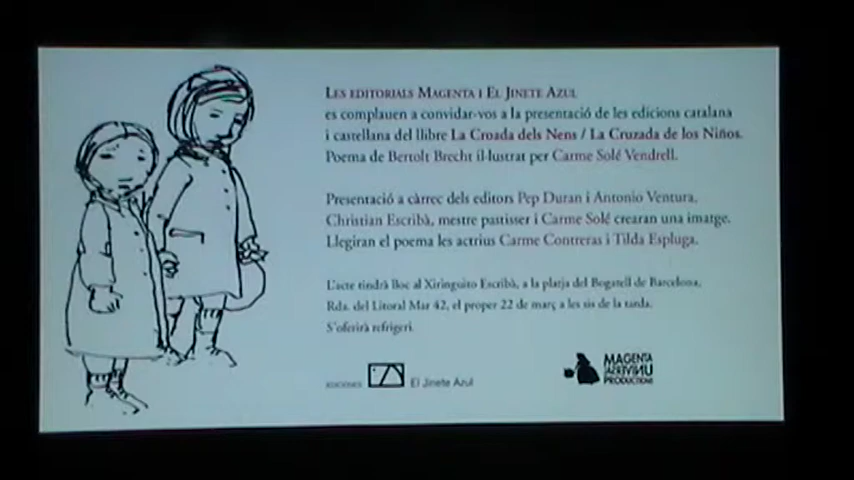 LES EDITORIALS MAGENTA I EL JINETE AZUL
es complauen a convidar-vos a la presentació de les edicions catalana
i castellana del llibre La Croada dels Nens / La Cruzada de los Niños.
Poema de Bertolt Brecht il·lustrat per Carme Solé Vendrell.
Presentació a càrrec dels editors Pep Duran i Antonio Ventura.
Christian Escribà, mestre pastisser i Carme Solé crearan una imatge.
Llegiran el poema les actrius Carme Contreras i Tilda Espluga.
L'acte tindrà lloc al Xiringuito Escribà, a la platja del Bogatell de Barcelona,
Rda. del Litoral Mar 42, el proper 22 de març a les sis de la tarda.
S'oferirà refrigeri.
EDICIONES El Jinete Azul
MAGENTA
PRODUCTIONS